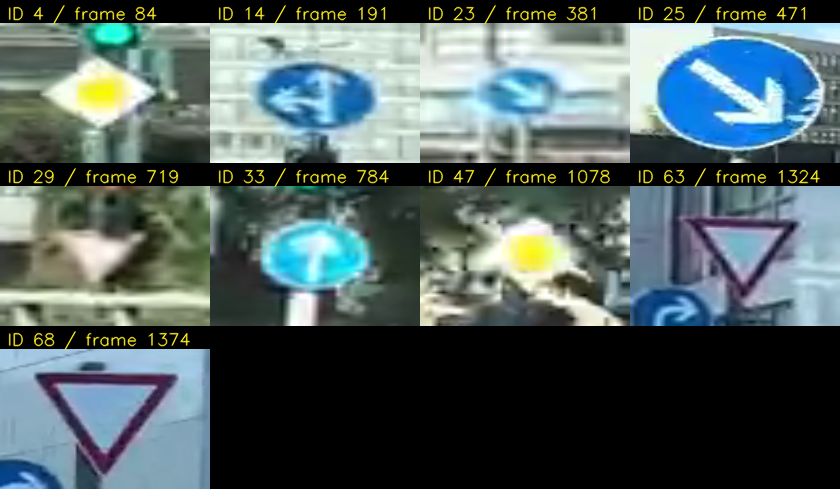 ID 4 / frame 84
ID 14 / frame 191
ID 23 / frame 381
ID 25 / frame 471
ID 29 / frame 719
ID 33 / frame 784
ID 47 / frame 1078
ID 63 / frame 1324
ID 68 / frame 1374